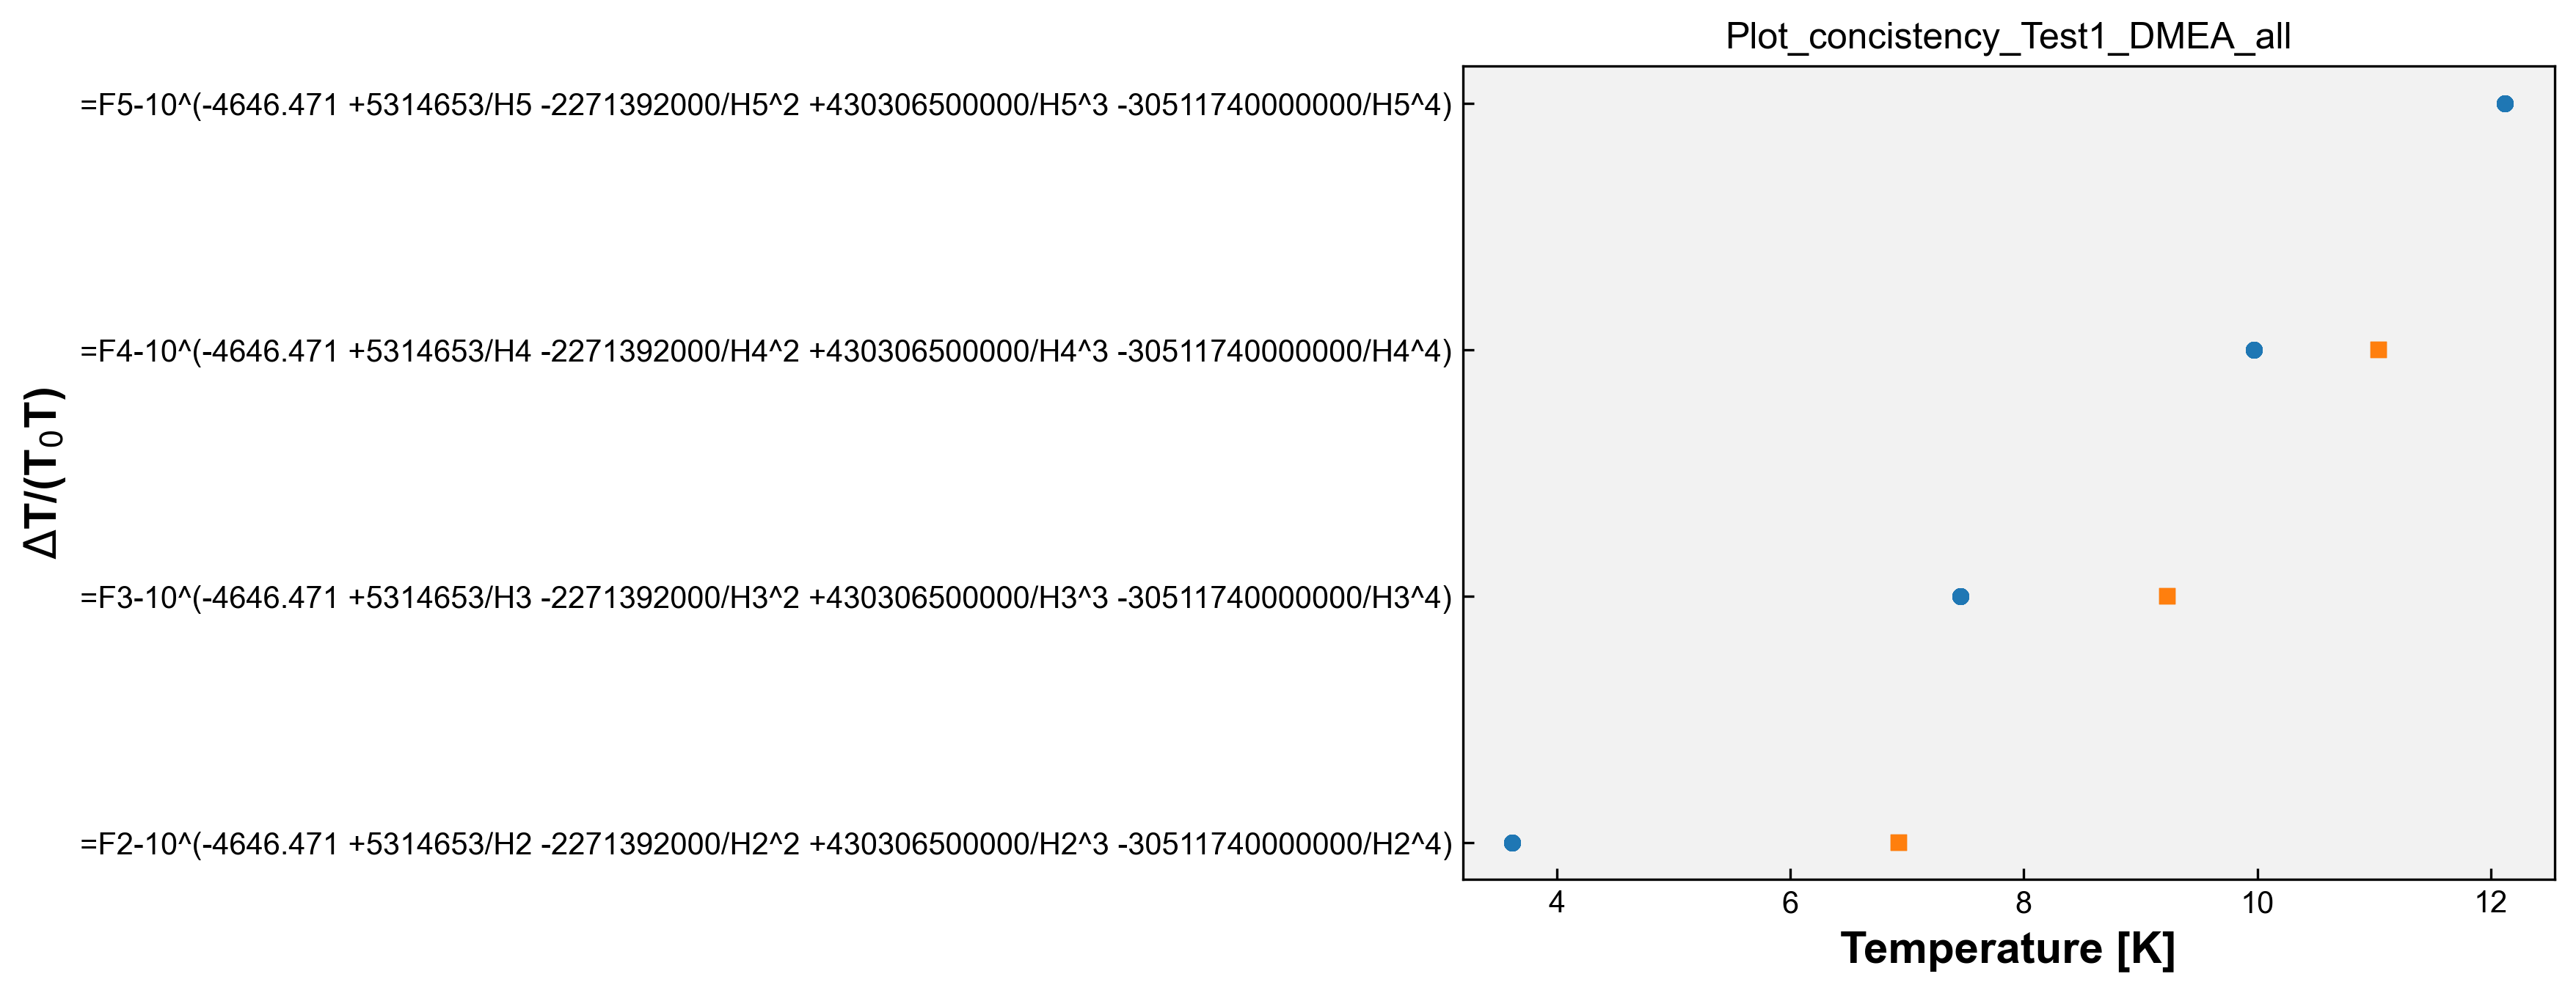 Plot_concistency_Test1_DMEA_all
=F5-10^(-4646.471 +5314653/H5 -2271392000/H5^2 +430306500000/H5^3 -30511740000000/H5^4)
=F4-10^(-4646.471 +5314653/H4 -2271392000/H4^2 +430306500000/H4^3 -30511740000000/H4^4)
=F3-10^(-4646.471 +5314653/H3 -2271392000/H3^2 +430306500000/H3^3 -30511740000000/H3^4)
=F2-10^(-4646.471 +5314653/H2 -2271392000/H2^2 +430306500000/H2^3 -30511740000000/H2^4)
ΔT/(T₀T)
4 6 8 10 12
Temperature [K]